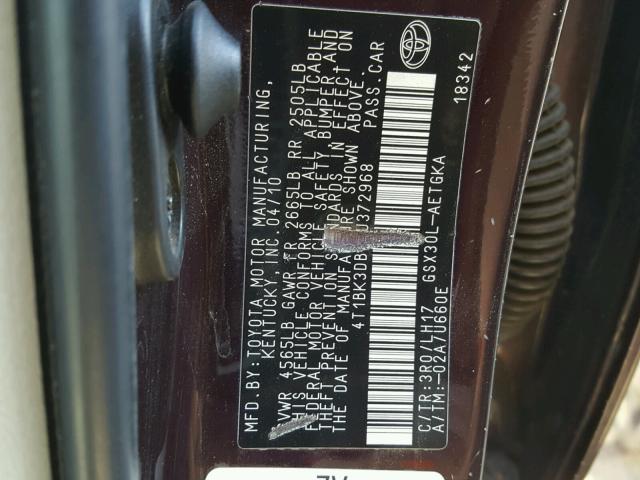 MFD.BY:TOYOTA MOTOR MANUFACTURING,
KENTUCKY, INC. 04/10
GVWR 4565LB GAWR FR 2665LB RR 2505LB
THIS VEHICLE CONFORMS TO ALL APPLICABLE
FEDERAL MOTOR VEHICLE SAFETY, BUMPER, AND
THEFT PREVENTION STANDARDS IN EFFECT ON
THE DATE OF MANUFACTURE SHOWN ABOVE.
4T1BK3DB U372968 PASS.CAR
C/TR:3R0/LH17 GSX30L-AETGKA
A/TM:-02A/U660E 18342